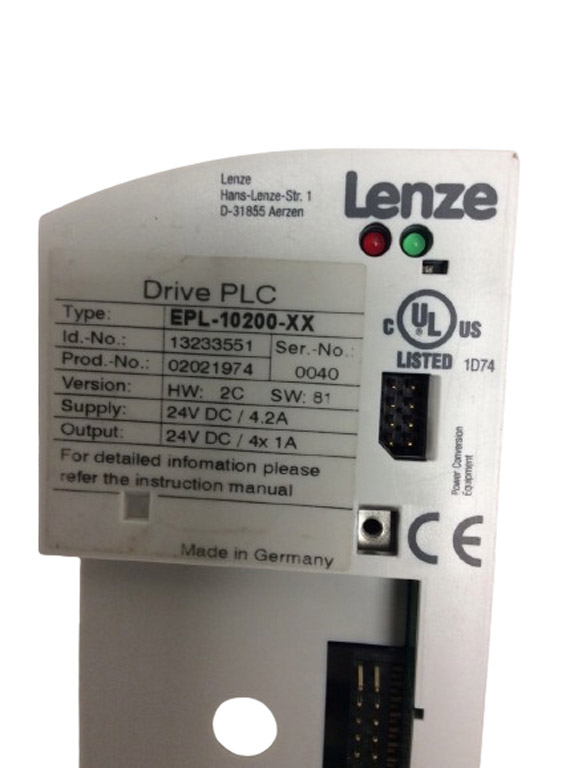 Lenze
Hans-Lenze-Str. 1
D-31855 Aerzen
Lenze
Drive PLC
Type: EPL-10200-XX
Id.-No.: 13233551 Ser.-No.:
Prod.-No.: 02021974 0040
Version: HW: 2C SW: 81
Supply: 24V DC / 4.2A
Output: 24V DC / 4x 1A
For detailed infomation please
refer the instruction manual
Made in Germany
C UL® US
LISTED 1D74
Power Conversion
Equipment
CE